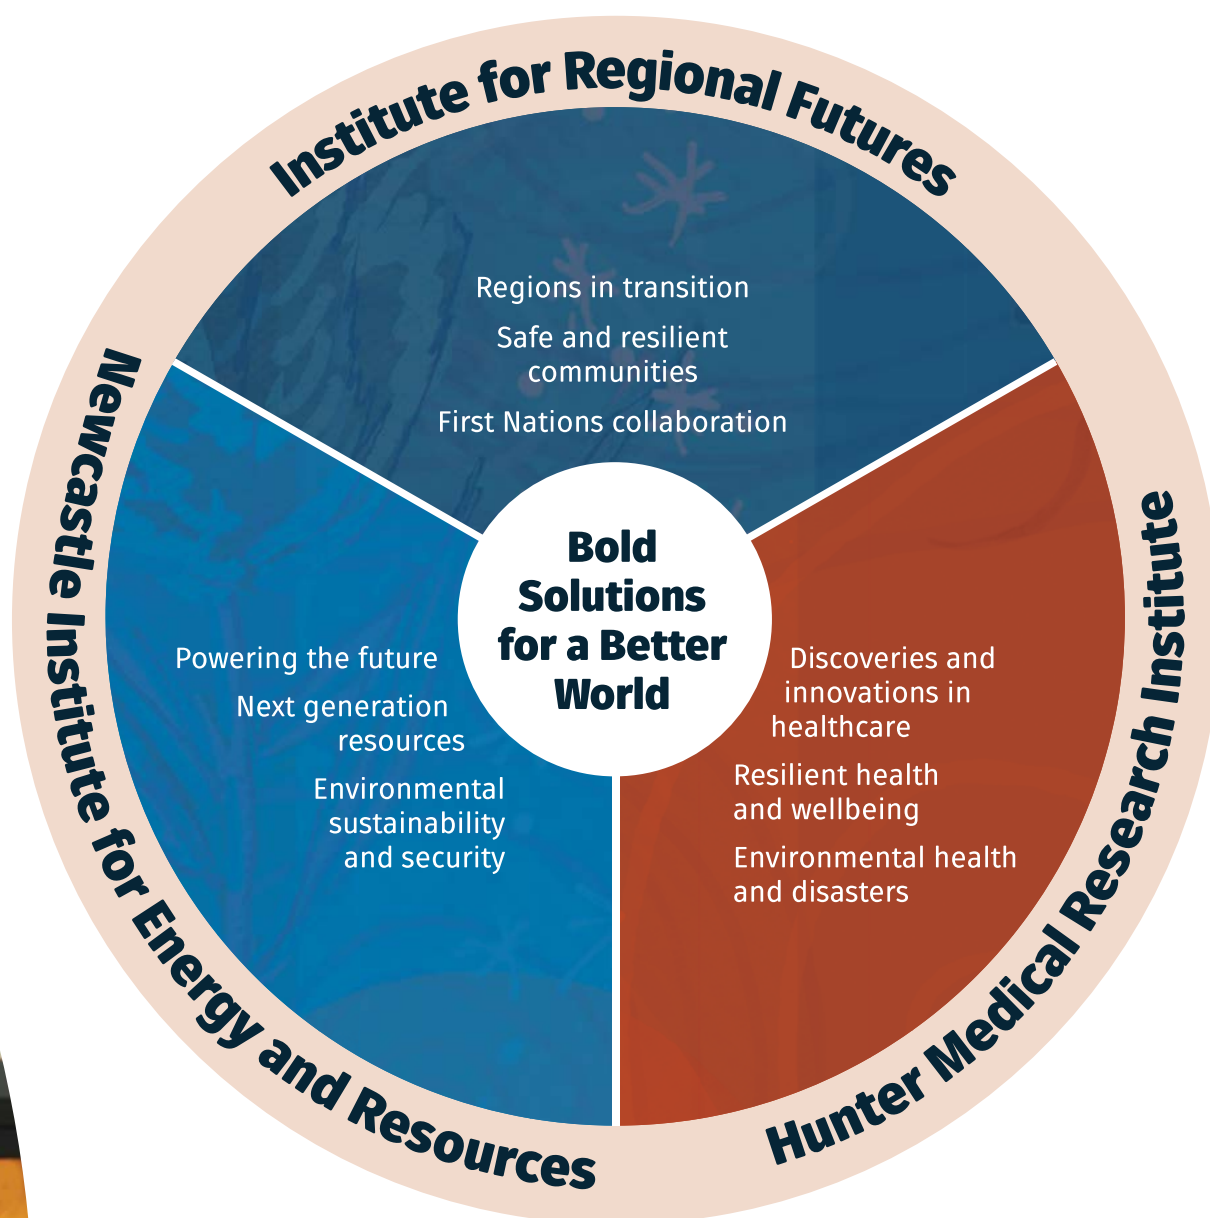 Institute for Regional Futures
Regions in transition
Safe and resilient
communities
First Nations collaboration
Bold
Solutions
for a Better
World
Newcastle Institute for Energy and Resources
Powering the future
Next generation
resources
Environmental
sustainability
and security
Hunter Medical Research Institute
Discoveries and
innovations in
healthcare
Resilient health
and wellbeing
Environmental health
and disasters